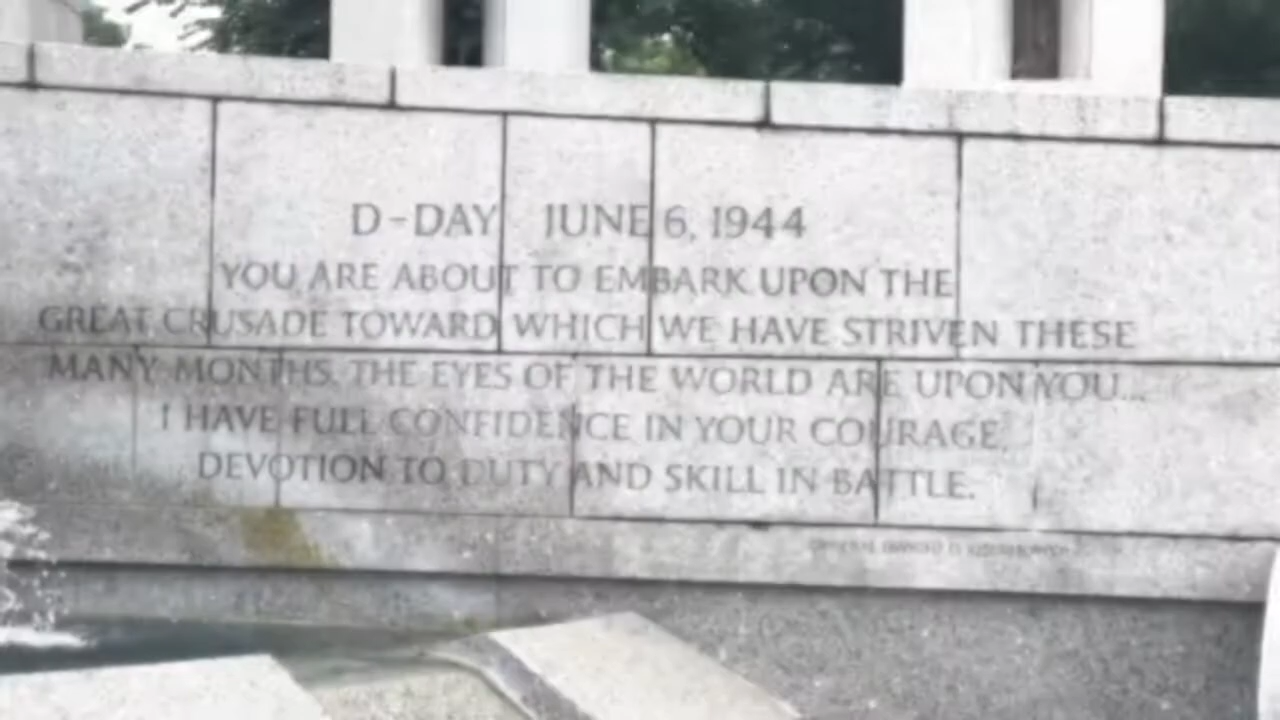 D-DAY JUNE 6, 1944
YOU ARE ABOUT TO EMBARK UPON THE
GREAT CRUSADE TOWARD WHICH WE HAVE STRIVEN THESE
MANY MONTHS. THE EYES OF THE WORLD ARE UPON YOU...
I HAVE FULL CONFIDENCE IN YOUR COURAGE,
DEVOTION TO DUTY AND SKILL IN BATTLE.